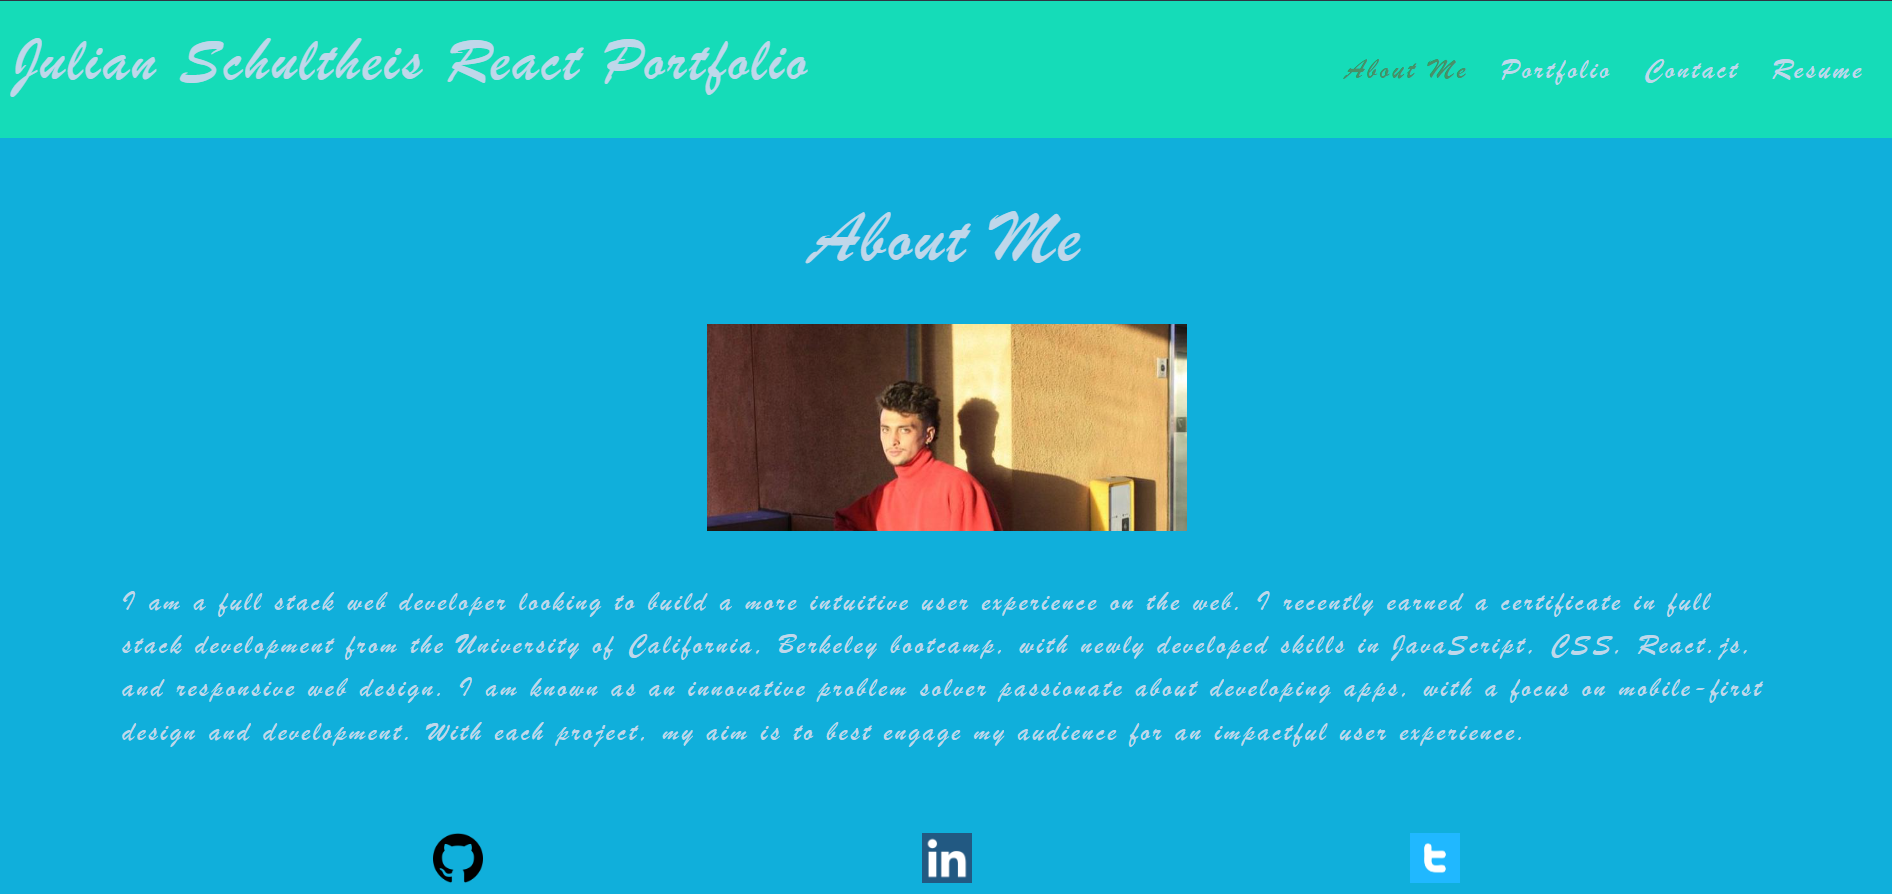 Julian Schultheis React Portfolio
About Me Portfolio Contact Resume
About Me
I am a full stack web developer looking to build a more intuitive user experience on the web. I recently earned a certificate in full
stack development from the University of California, Berkeley bootcamp, with newly developed skills in JavaScript, CSS, React.js,
and responsive web design. I am known as an innovative problem solver passionate about developing apps, with a focus on mobile-first
design and development. With each project, my aim is to best engage my audience for an impactful user experience.
in
t